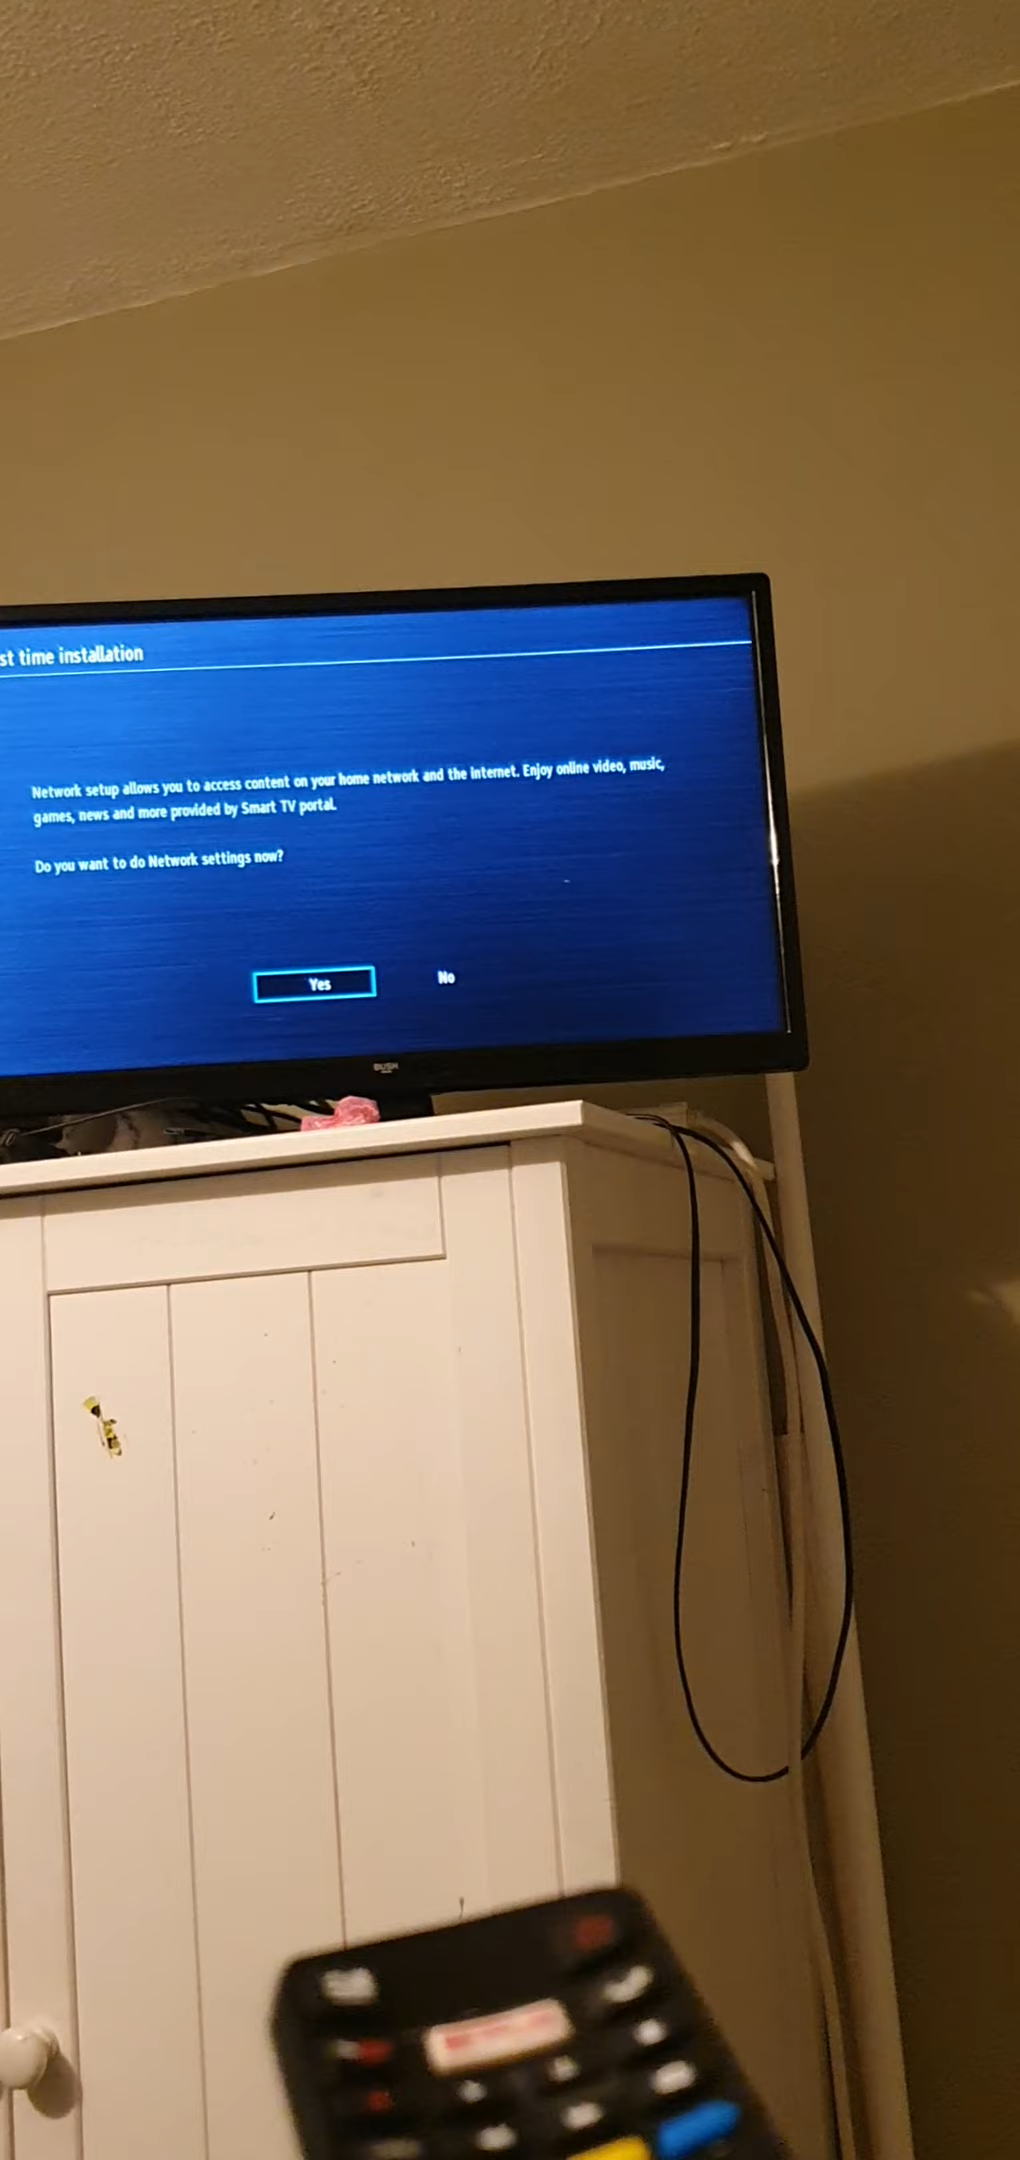 st time installation
Network setup allows you to access content on your home network and the Internet. Enjoy online video, music,
games, news and more provided by Smart TV portal.
Do you want to do Network settings now?
Yes
No
BUSH